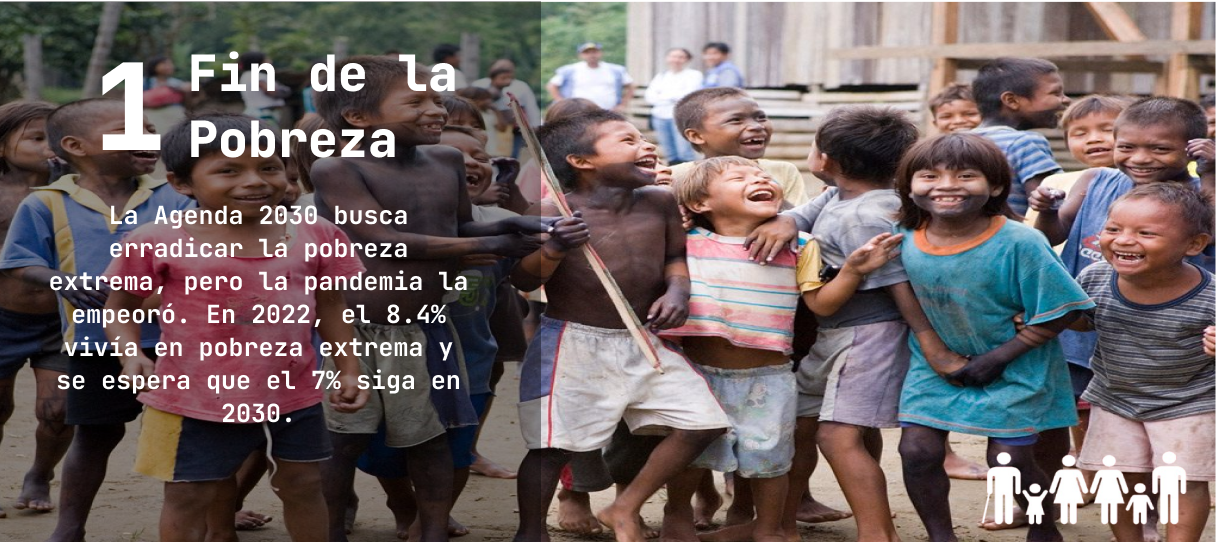 1
Fin de la
Pobreza
La Agenda 2030 busca
erradicar la pobreza
extrema, pero la pandemia la
empeoró. En 2022, el 8.4%
vivía en pobreza extrema y
se espera que el 7% siga en
2030.